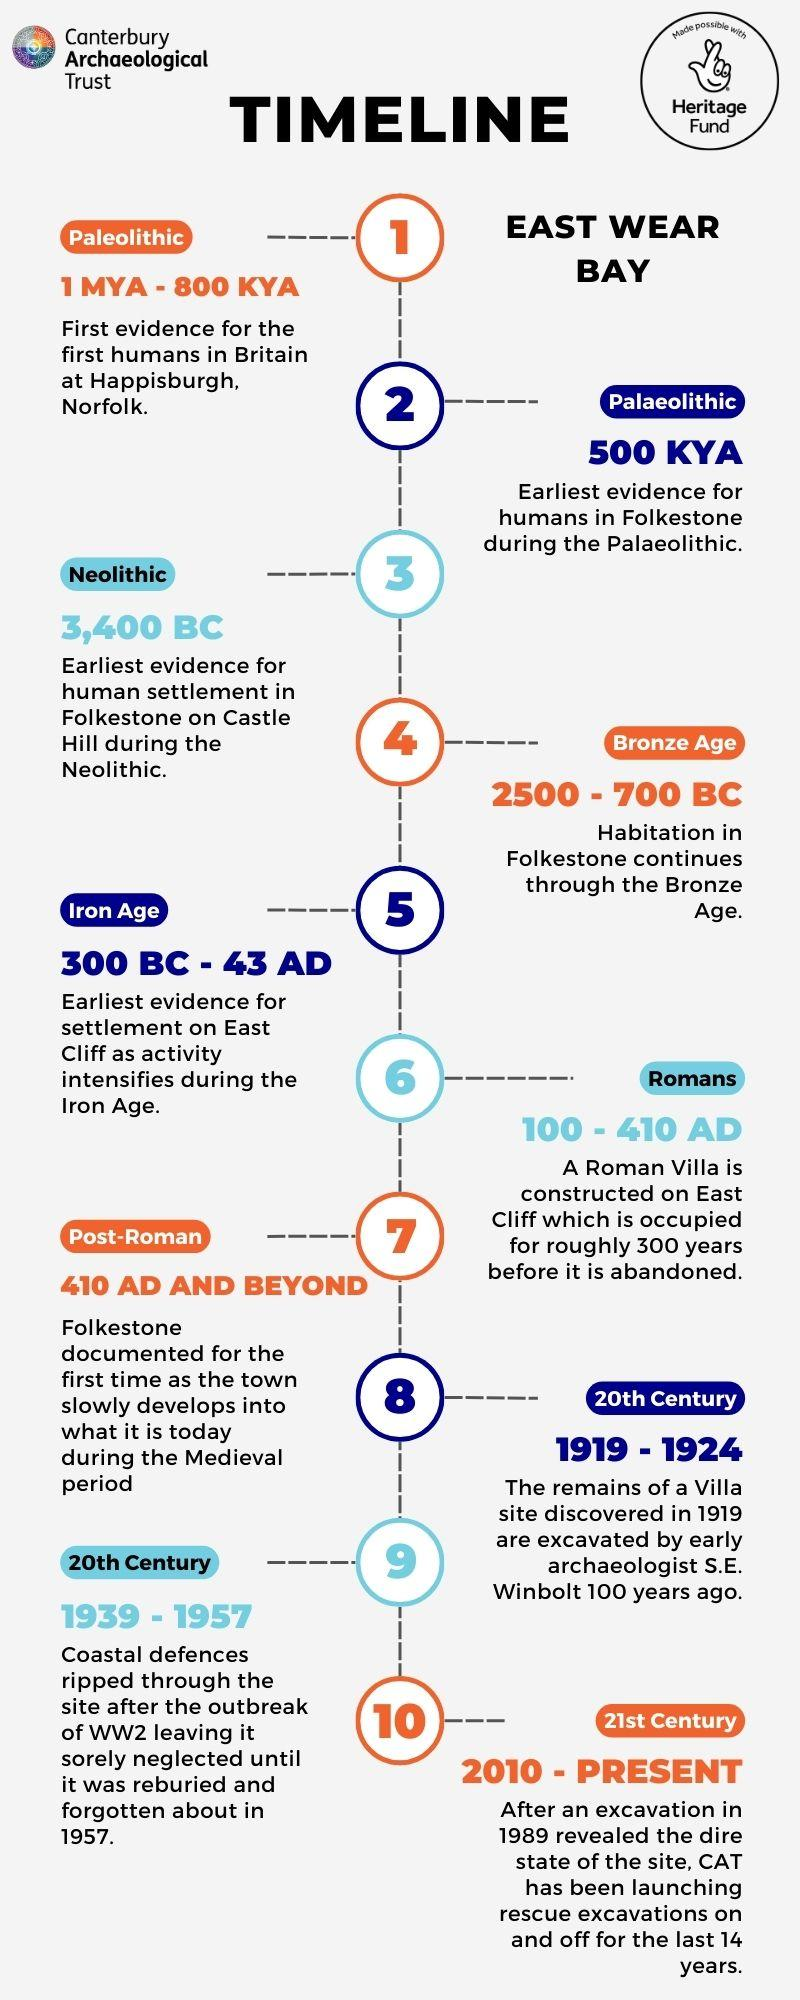 Canterbury
Archaeological
Trust
Made possible with
Heritage
Fund
TIMELINE
EAST WEAR
BAY
1
Paleolithic
1 MYA - 800 KYA
First evidence for the
first humans in Britain
at Happisburgh,
Norfolk.
2
Palaeolithic
500 KYA
Earliest evidence for
humans in Folkestone
during the Palaeolithic.
3
Neolithic
3,400 BC
Earliest evidence for
human settlement in
Folkestone on Castle
Hill during the
Neolithic.
4
Bronze Age
2500 - 700 BC
Habitation in
Folkestone continues
through the Bronze
Age.
5
Iron Age
300 BC - 43 AD
Earliest evidence for
settlement on East
Cliff as activity
intensifies during the
Iron Age.
6
Romans
100 - 410 AD
A Roman Villa is
constructed on East
Cliff which is occupied
for roughly 300 years
before it is abandoned.
7
Post-Roman
410 AD AND BEYOND
Folkestone
documented for the
first time as the town
slowly develops into
what it is today
during the Medieval
period
8
20th Century
1919 - 1924
The remains of a Villa
site discovered in 1919
are excavated by early
archaeologist S.E.
Winbolt 100 years ago.
9
20th Century
1939 - 1957
Coastal defences
ripped through the
site after the outbreak
of WW2 leaving it
sorely neglected until
it was reburied and
forgotten about in
1957.
10
21st Century
2010 - PRESENT
After an excavation in
1989 revealed the dire
state of the site, CAT
has been launching
rescue excavations on
and off for the last 14
years.